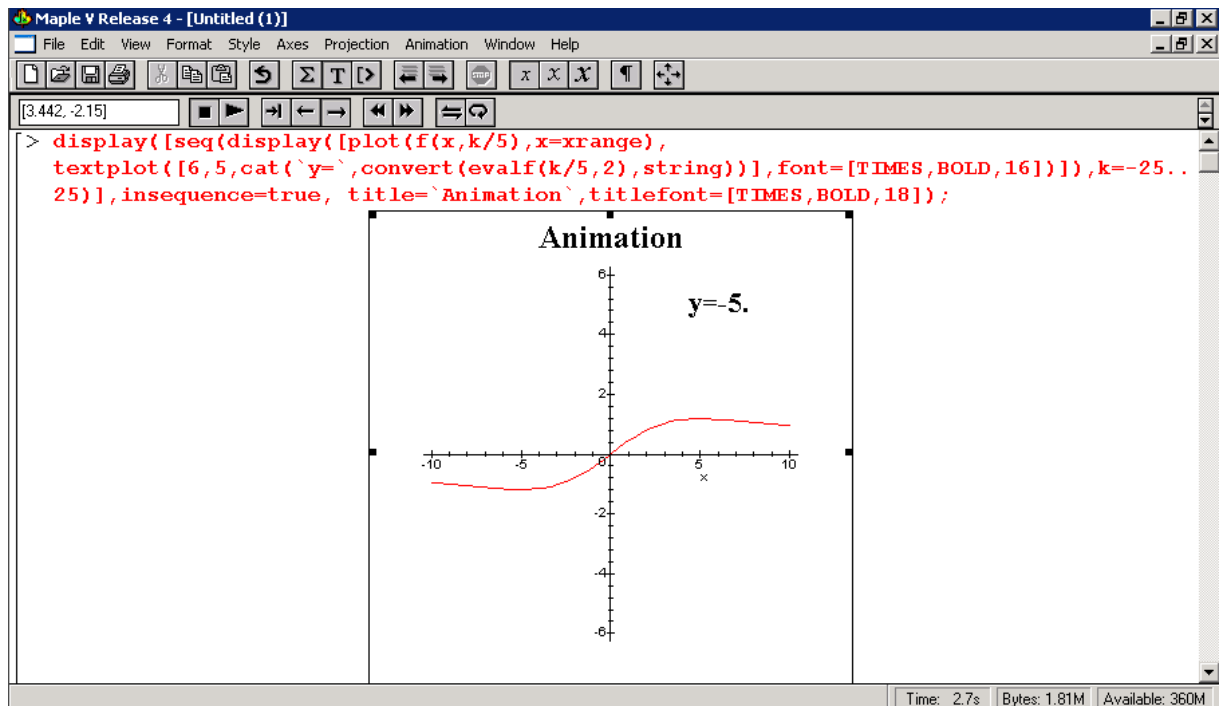 Maple V Release 4 - [Untitled (1)]
File Edit View Format Style Axes Projection Animation Window Help
Σ T [> STOP x x x ¶
[3.442, -2.15]
[> display([seq(display([plot(f(x,k/5),x=xrange),
textplot([6,5,cat(`y=`,convert(evalf(k/5,2),string))],font=[TIMES,BOLD,16])]),k=-25..
25)],insequence=true, title=`Animation`,titlefont=[TIMES,BOLD,18]);
Animation
6
y=-5.
4
2
-10 -5 0 5 10
x
-2
-4
-6
Time: 2.7s Bytes: 1.81M Available: 360M